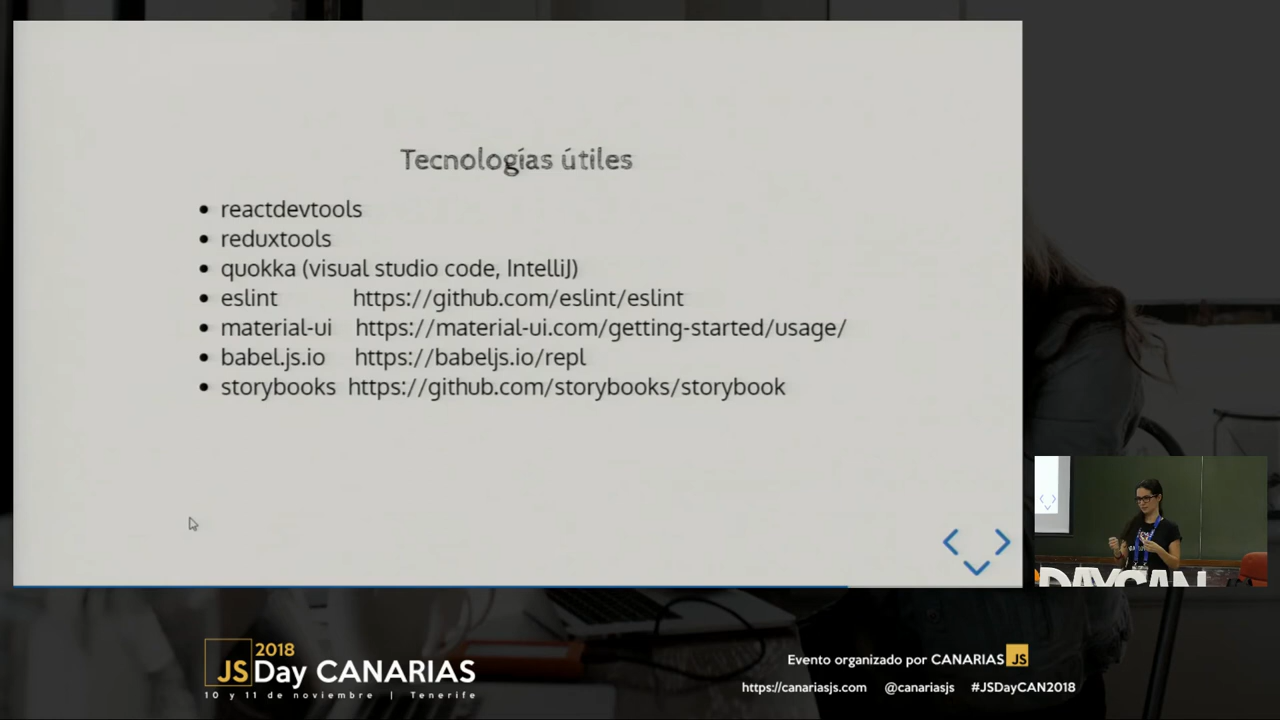 Tecnologías útiles
reactdevtools
reduxtools
quokka (visual studio code, IntelliJ)
eslint https://github.com/eslint/eslint
material-ui https://material-ui.com/getting-started/usage/
babel.js.io https://babeljs.io/repl
storybooks https://github.com/storybooks/storybook
DAYCAN
2018
JSDay CANARIAS
10 y 11 de noviembre | Tenerife
Evento organizado por CANARIAS JS
https://canariasjs.com @canariasjs #JSDayCAN2018